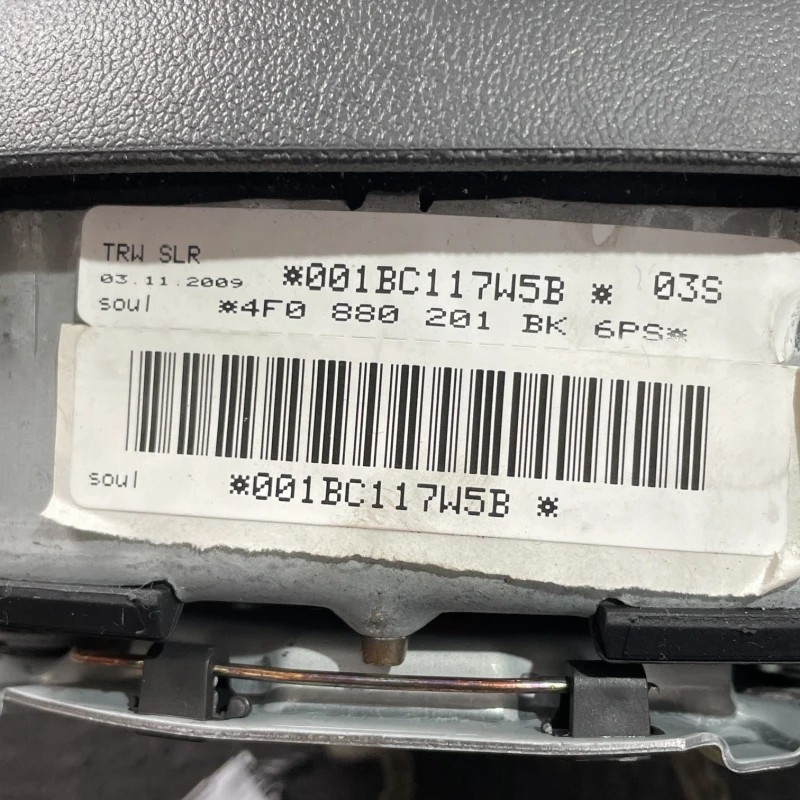 TRW SLR
03.11.2009 *001BC117W5B * 03S
soul *4F0 880 201 BK 6PS*
soul *001BC117W5B *